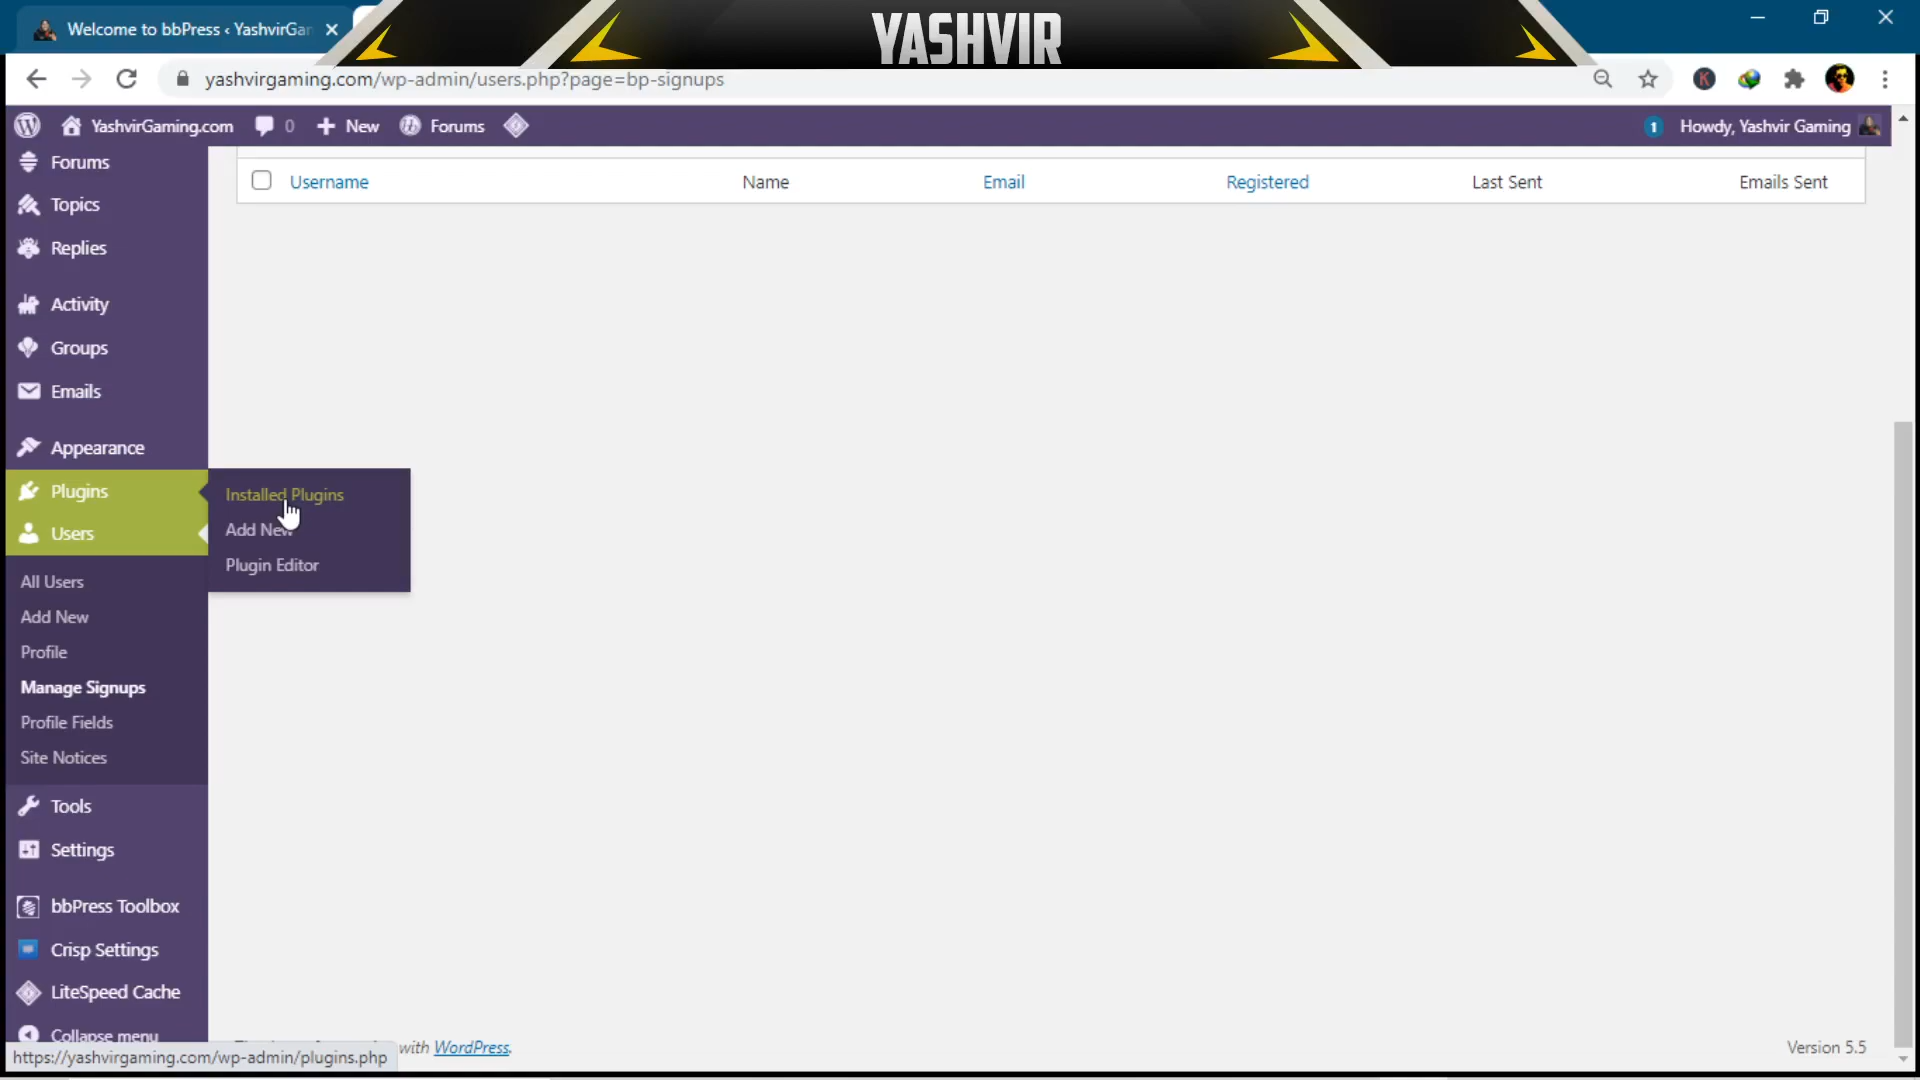 Welcome to bbPress ‹ YashvirGa
YASHVIR
yashvirgaming.com/wp-admin/users.php?page=bp-signups
YashvirGaming.com 0 New Forums
1 Howdy, Yashvir Gaming
Forums
Topics
Replies
Activity
Groups
Emails
Appearance
Plugins
Users
Installed Plugins
Add New
Plugin Editor
All Users
Add New
Profile
Manage Signups
Profile Fields
Site Notices
Tools
Settings
bbPress Toolbox
Crisp Settings
LiteSpeed Cache
Collapse menu
Username Name Email Registered Last Sent Emails Sent
with WordPress.
Version 5.5
https://yashvirgaming.com/wp-admin/plugins.php